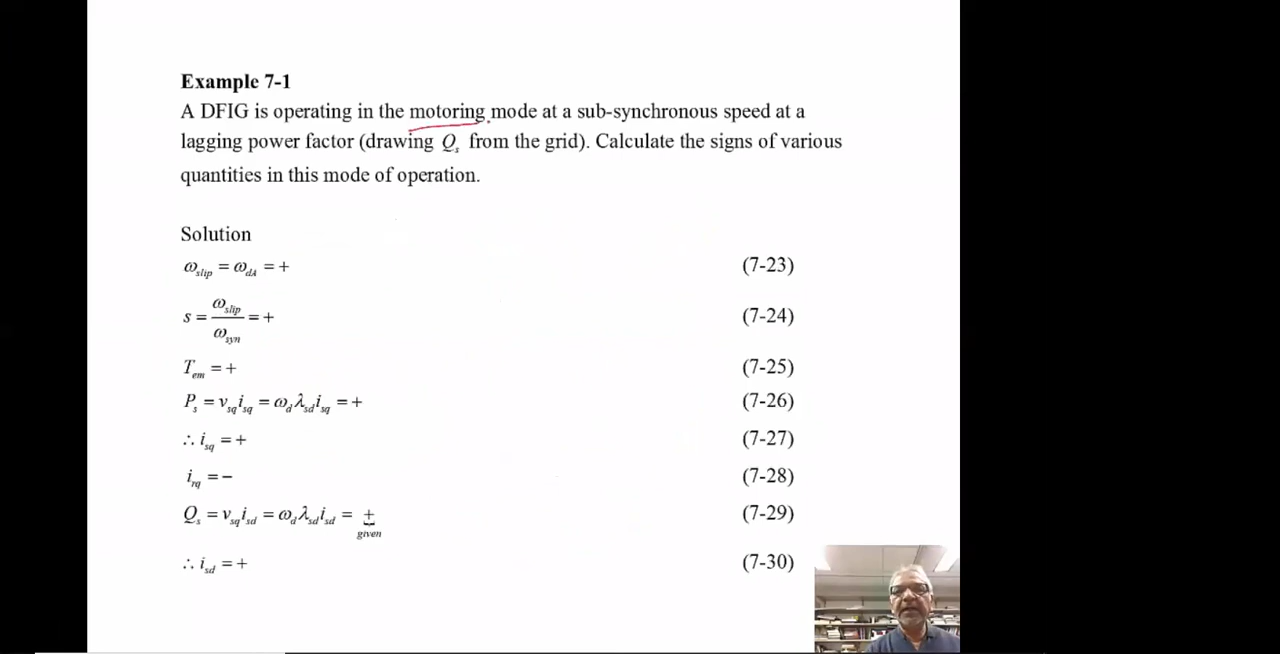 Example 7-1
A DFIG is operating in the motoring mode at a sub-synchronous speed at a
lagging power factor (drawing Q_s from the grid). Calculate the signs of various
quantities in this mode of operation.
Solution
ω_slip = ω_dA = + (7-23)
s = ω_slip / ω_syn = + (7-24)
T_em = + (7-25)
P_s = v_sq i_sq = ω_d λ_sd i_sq = + (7-26)
∴ i_sq = + (7-27)
i_rq = − (7-28)
Q_s = v_sq i_sd = ω_d λ_sd i_sd = + (7-29)
given
∴ i_sd = + (7-30)